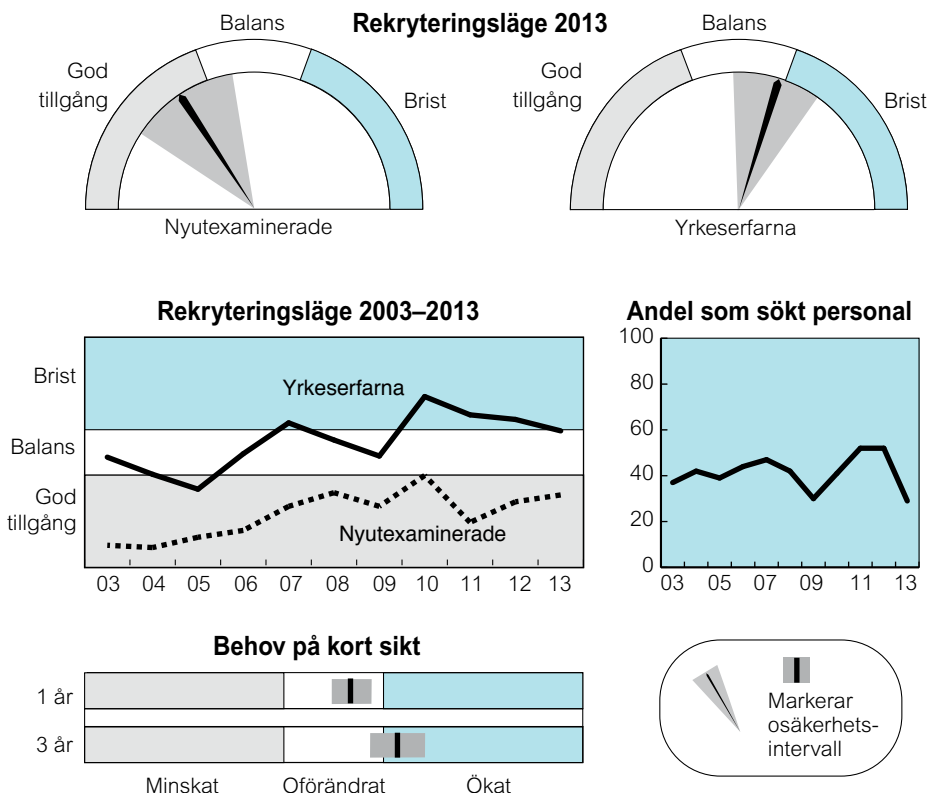 Rekryteringsläge 2013
Balans
God
tillgång
Brist
Nyutexaminerade
Balans
God
tillgång
Brist
Yrkeserfarna
Rekryteringsläge 2003–2013
Brist
Balans
God
tillgång
Yrkeserfarna
Nyutexaminerade
03 04 05 06 07 08 09 10 11 12 13
Andel som sökt personal
100
80
60
40
20
0
03 05 07 09 11 13
Behov på kort sikt
1 år
3 år
Minskat Oförändrat Ökat
Markerar
osäkerhets-
intervall